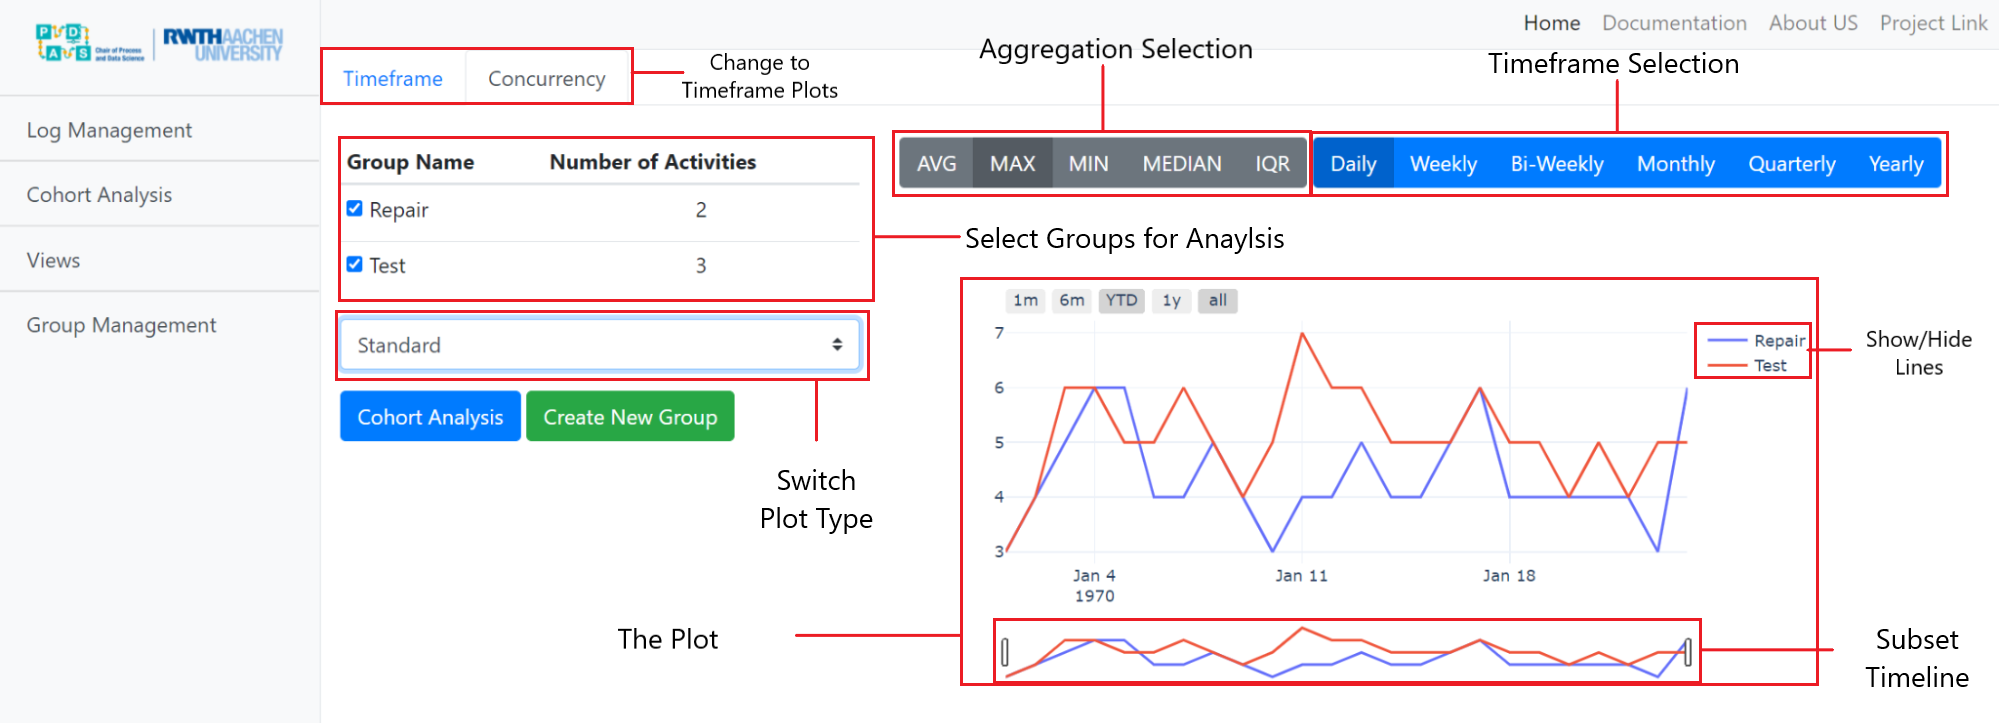 Home Documentation About US Project Link
PD
AS
Chair of Process
and Data Science
RWTHAACHEN
UNIVERSITY
Log Management
Cohort Analysis
Views
Group Management
Timeframe Concurrency
Change to
Timeframe Plots
Aggregation Selection
Timeframe Selection
AVG MAX MIN MEDIAN IQR
Daily Weekly Bi-Weekly Monthly Quarterly Yearly
Group Name Number of Activities
Repair 2
Test 3
Select Groups for Anaylsis
Standard
Cohort Analysis Create New Group
Switch
Plot Type
1m 6m YTD 1y all
7
6
5
4
3
Jan 4
1970
Jan 11
Jan 18
Repair
Test
Show/Hide
Lines
The Plot
Subset
Timeline